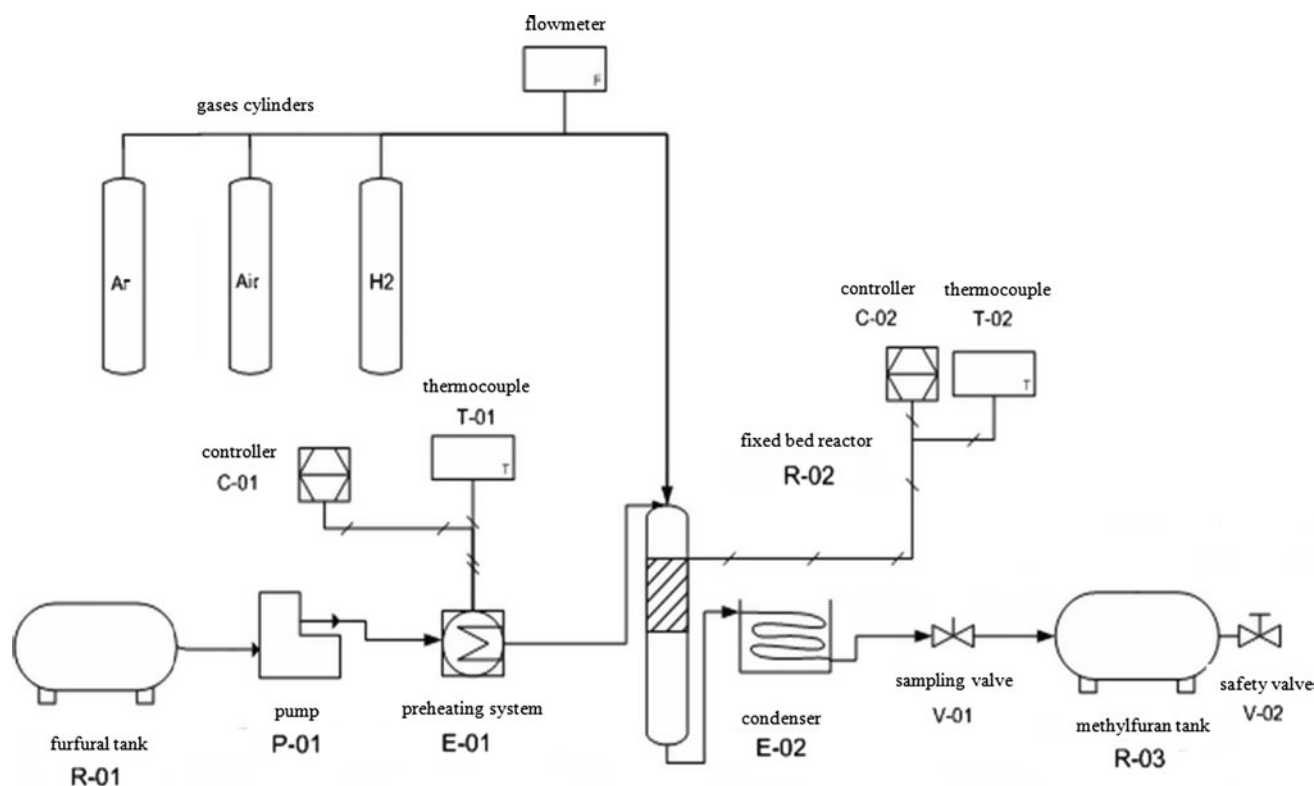 flowmeter
F
gases cylinders
Ar
Air
H2
controller
C-02
thermocouple
T-02
T
thermocouple
T-01
T
controller
C-01
fixed bed reactor
R-02
furfural tank
R-01
pump
P-01
preheating system
E-01
condenser
E-02
sampling valve
V-01
methylfuran tank
R-03
safety valve
V-02